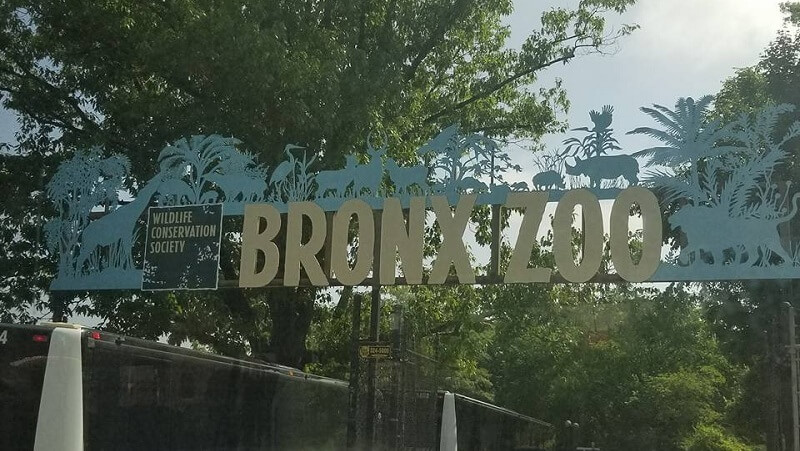 WILDLIFE
CONSERVATION
SOCIETY
BRONX ZOO